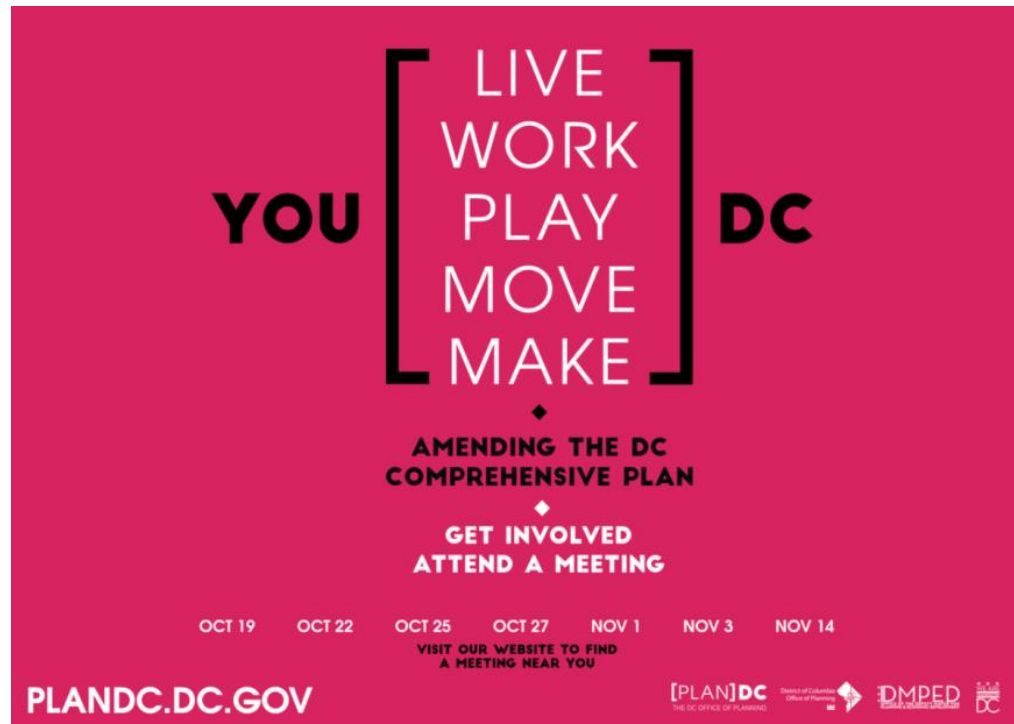 YOU
LIVE
WORK
PLAY
MOVE
MAKE
DC
AMENDING THE DC
COMPREHENSIVE PLAN
GET INVOLVED
ATTEND A MEETING
OCT 19 OCT 22 OCT 25 OCT 27 NOV 1 NOV 3 NOV 14
VISIT OUR WEBSITE TO FIND
A MEETING NEAR YOU
PLANDC.DC.GOV
[PLAN]DC
THE DC OFFICE OF PLANNING
District of Columbia
Office of Planning
DMPED
DC